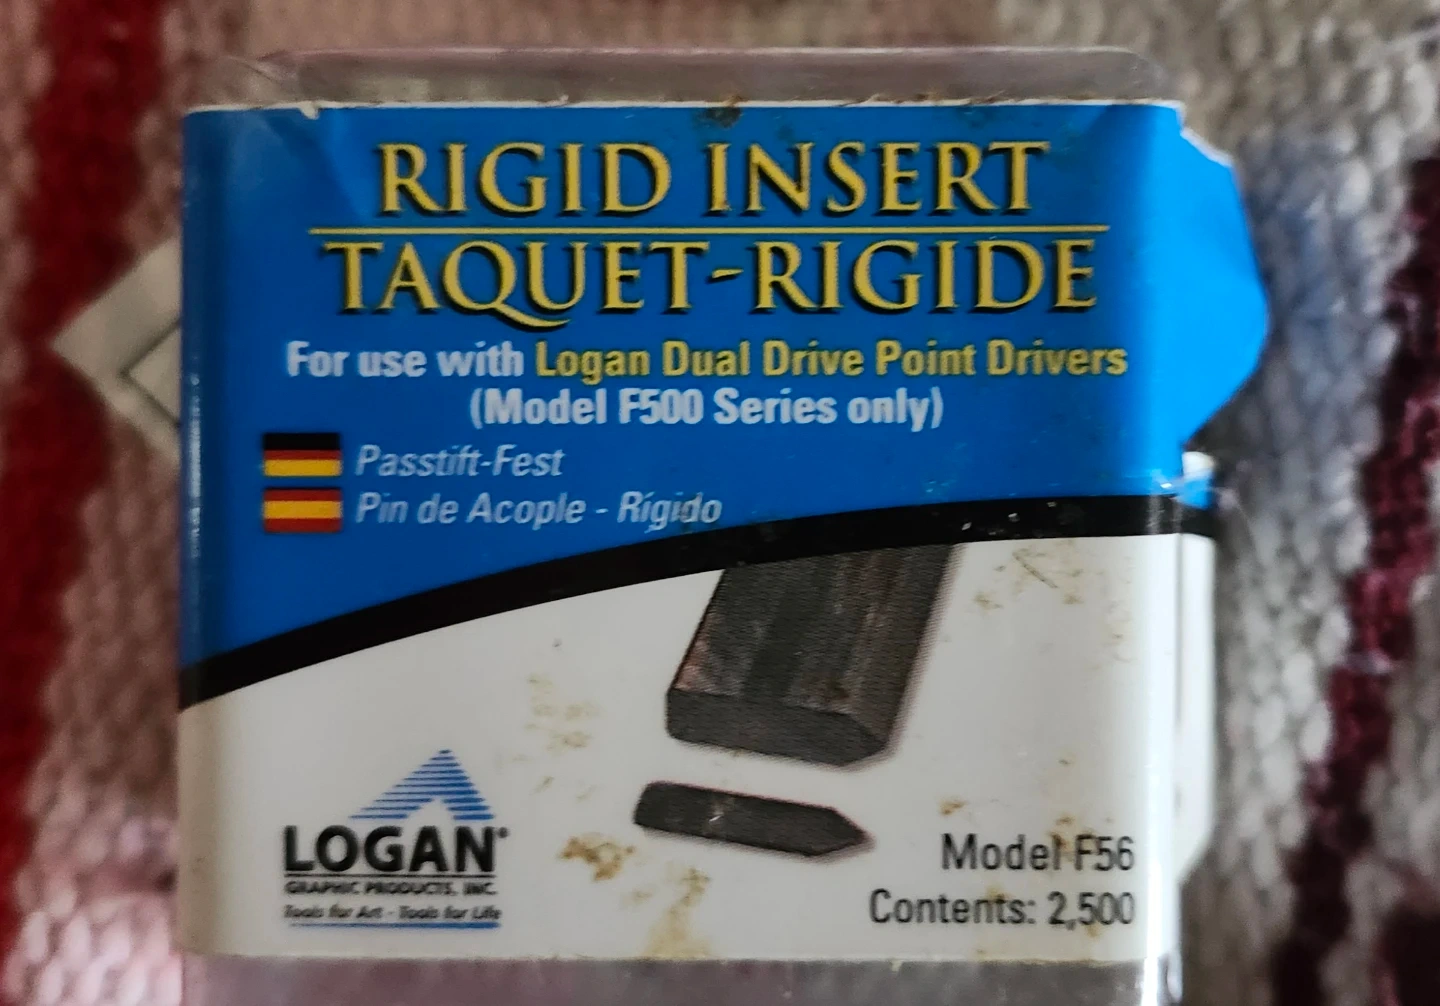 RIGID INSERT
TAQUET-RIGIDE
For use with Logan Dual Drive Point Drivers
(Model F500 Series only)
Passtift-Fest
Pin de Acople - Rígido
LOGAN®
GRAPHIC PRODUCTS, INC.
Tools for Art - Tools for Life
Model F56
Contents: 2,500